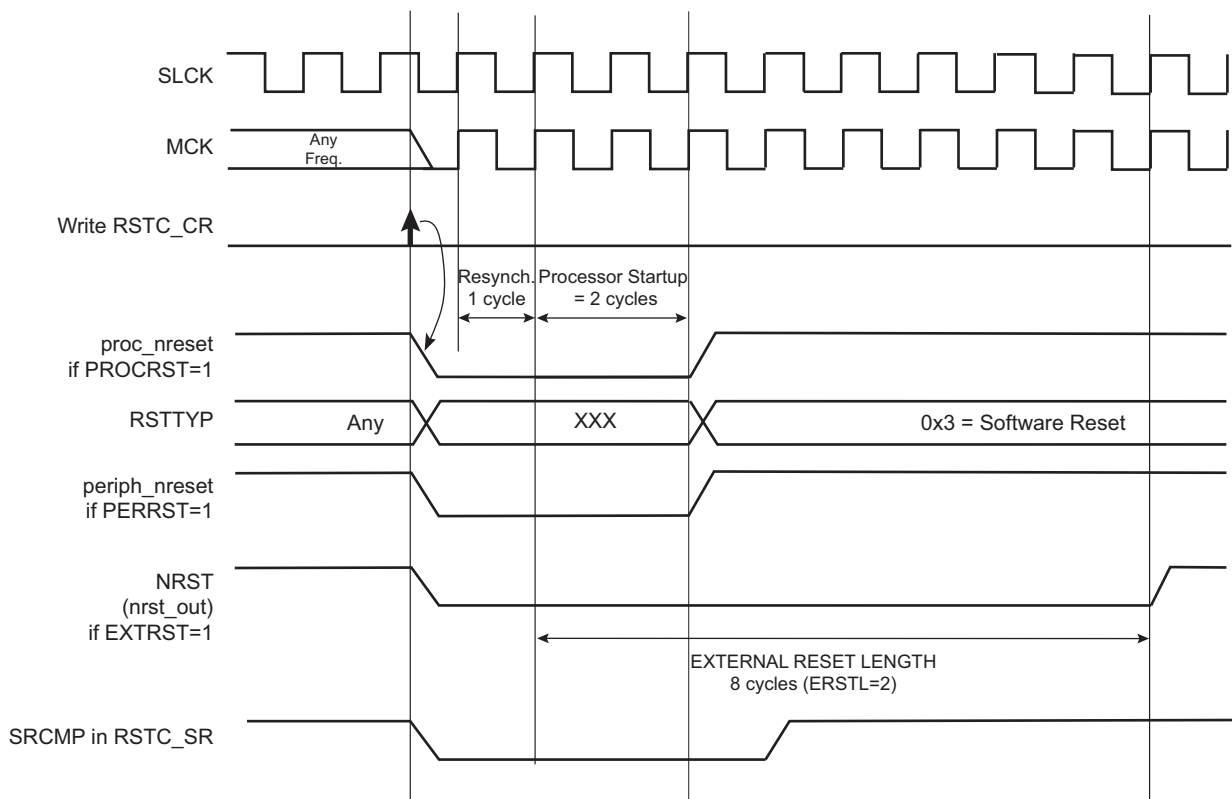 SLCK
MCK
Any
Freq.
Write RSTC_CR
Resynch.
1 cycle
Processor Startup
= 2 cycles
proc_nreset
if PROCRST=1
RSTTYP
Any
XXX
0x3 = Software Reset
periph_nreset
if PERRST=1
NRST
(nrst_out)
if EXTRST=1
EXTERNAL RESET LENGTH
8 cycles (ERSTL=2)
SRCMP in RSTC_SR